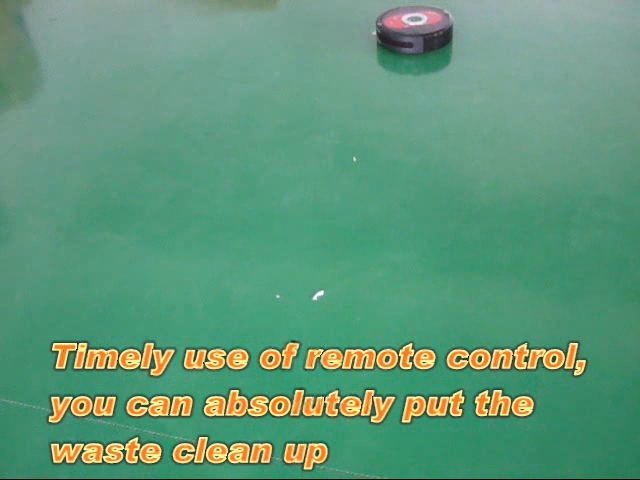 Timely use of remote control,
you can absolutely put the
waste clean up